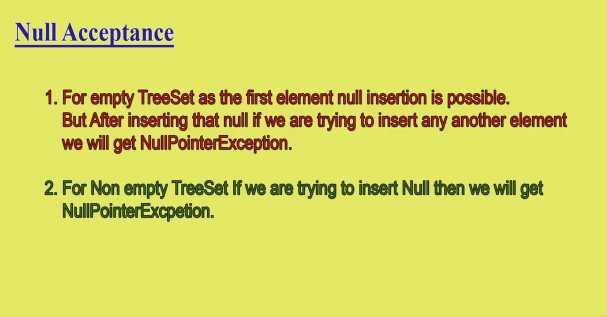 Null Acceptance
1. For empty TreeSet as the first element null insertion is possible.
But After inserting that null if we are trying to insert any another element
we will get NullPointerException.
2. For Non empty TreeSet If we are trying to insert Null then we will get
NullPointerExcpetion.